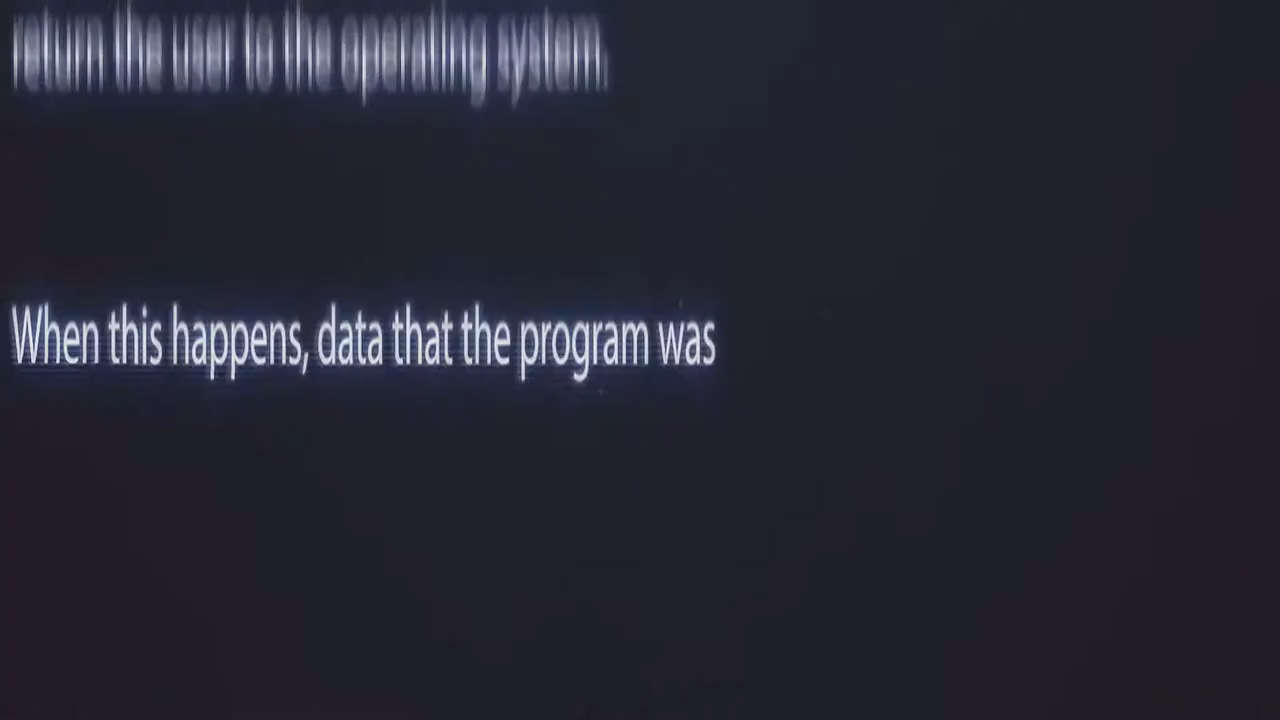 return the user to the operating system.
When this happens, data that the program was